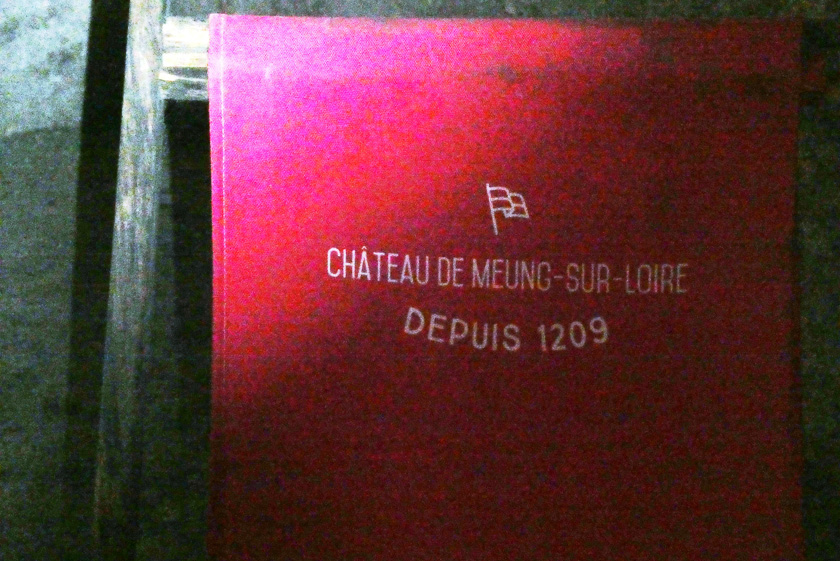 CHÂTEAU DE MEUNG-SUR-LOIRE
DEPUIS 1209